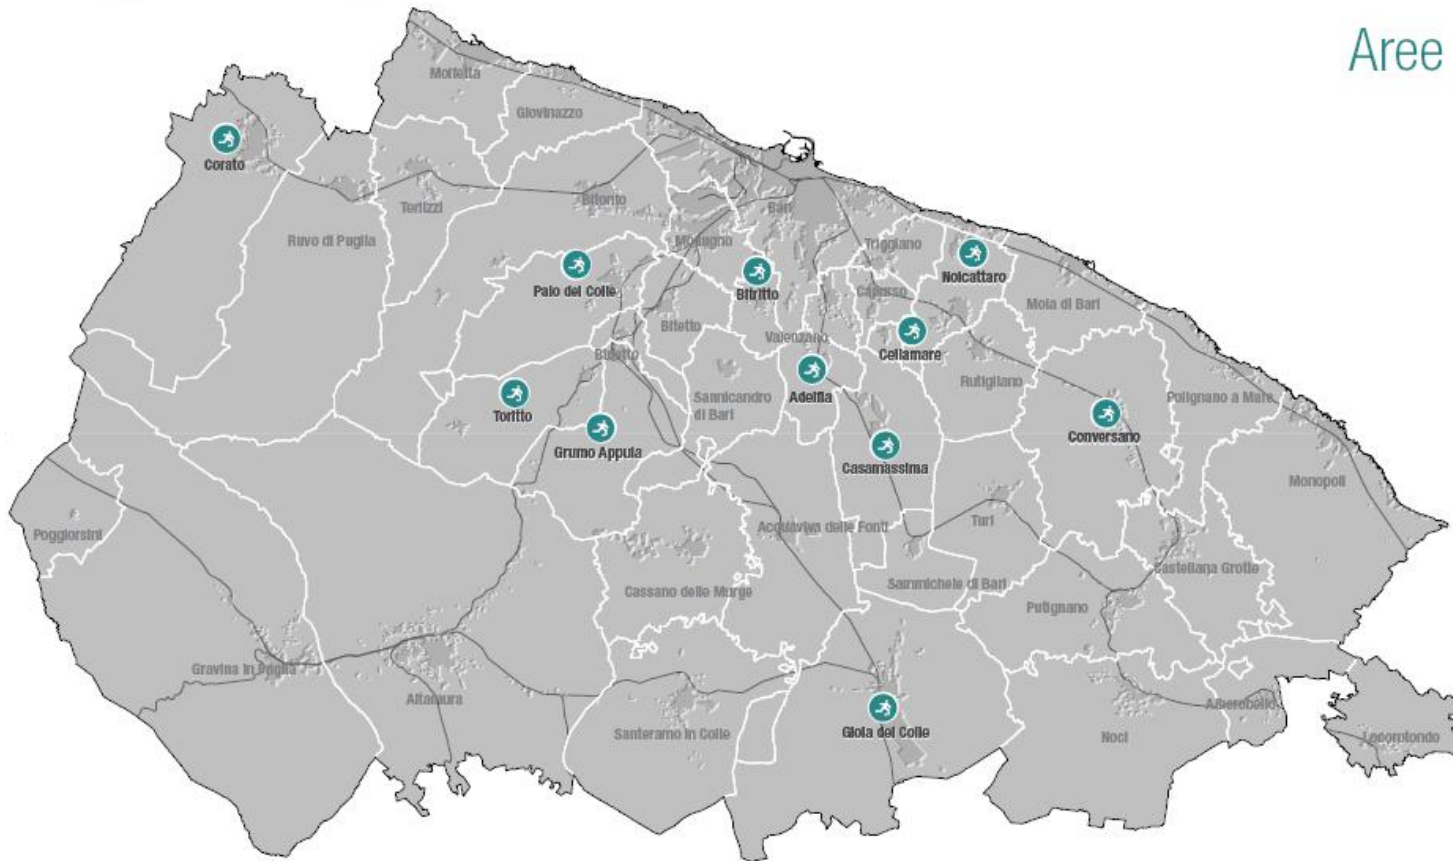 Aree
Molfetta
Giovinazzo
Corato
Terlizzi
Bitonto
Bari
Ruvo di Puglia
Modugno
Triggiano
Noicattaro
Palo del Colle
Bitritto
Capurso
Mola di Bari
Bitetto
Valenzano
Cellamare
Binetto
Adelfia
Rutigliano
Toritto
Sannicandro
di Bari
Polignano a Mare
Conversano
Grumo Appula
Casamassima
Monopoli
Poggiorsini
Acquaviva delle Fonti
Turi
Castellana Grotte
Cassano delle Murge
Sammichele di Bari
Putignano
Gravina in Puglia
Altamura
Alberobello
Santeramo in Colle
Gioia del Colle
Noci
Locorotondo